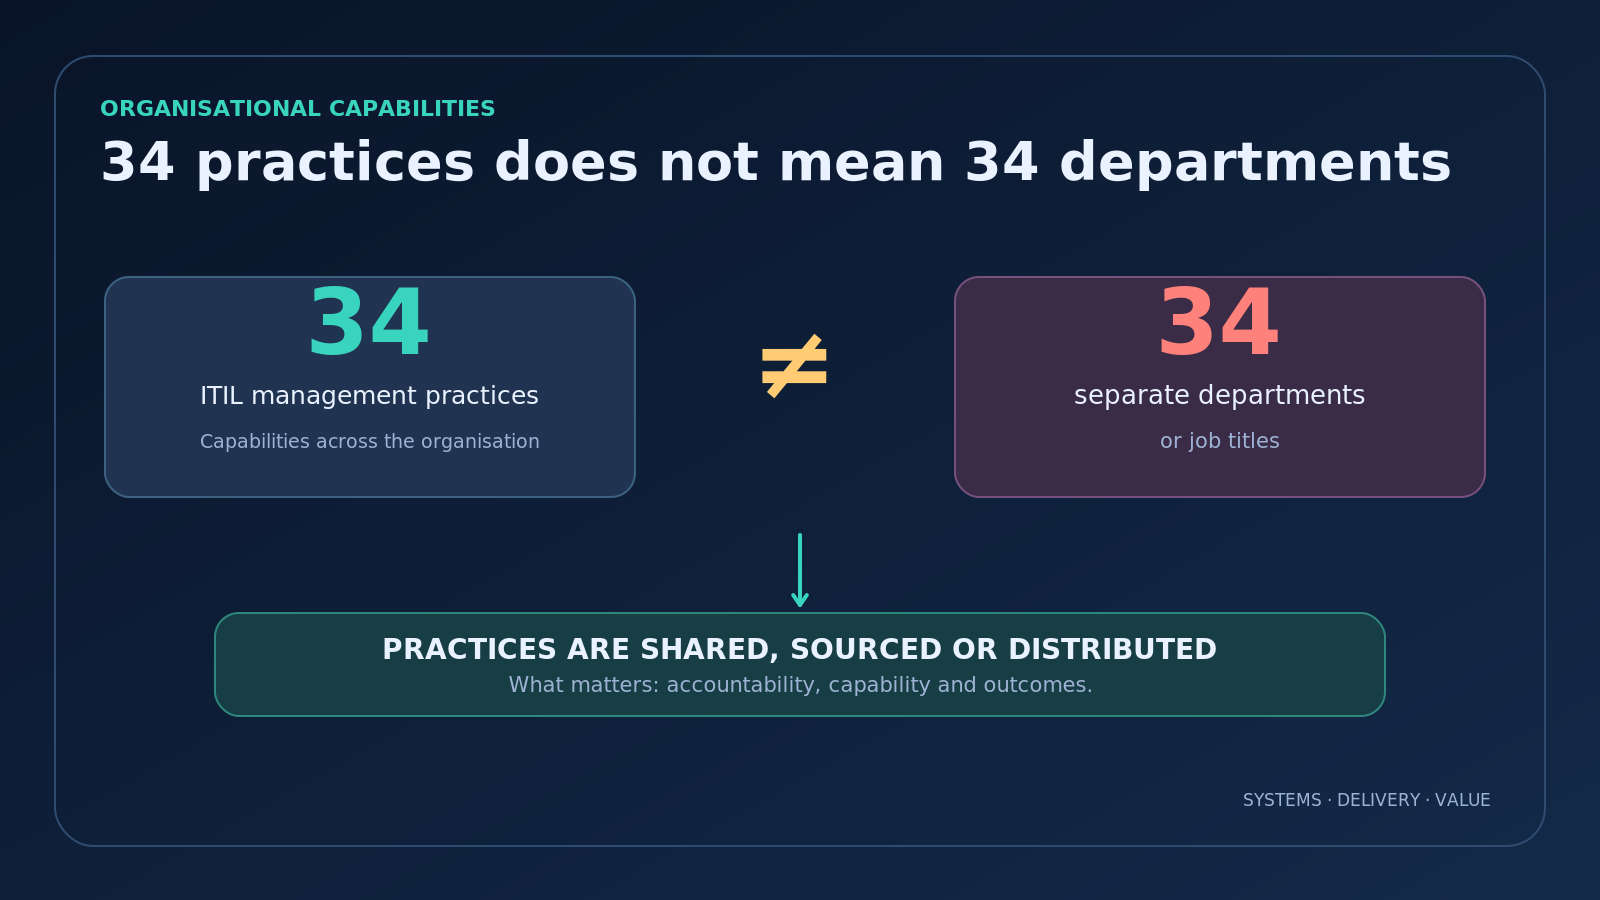 ORGANISATIONAL CAPABILITIES
34 practices does not mean 34 departments
34
ITIL management practices
Capabilities across the organisation
≠
34
separate departments
or job titles
PRACTICES ARE SHARED, SOURCED OR DISTRIBUTED
What matters: accountability, capability and outcomes.
SYSTEMS · DELIVERY · VALUE